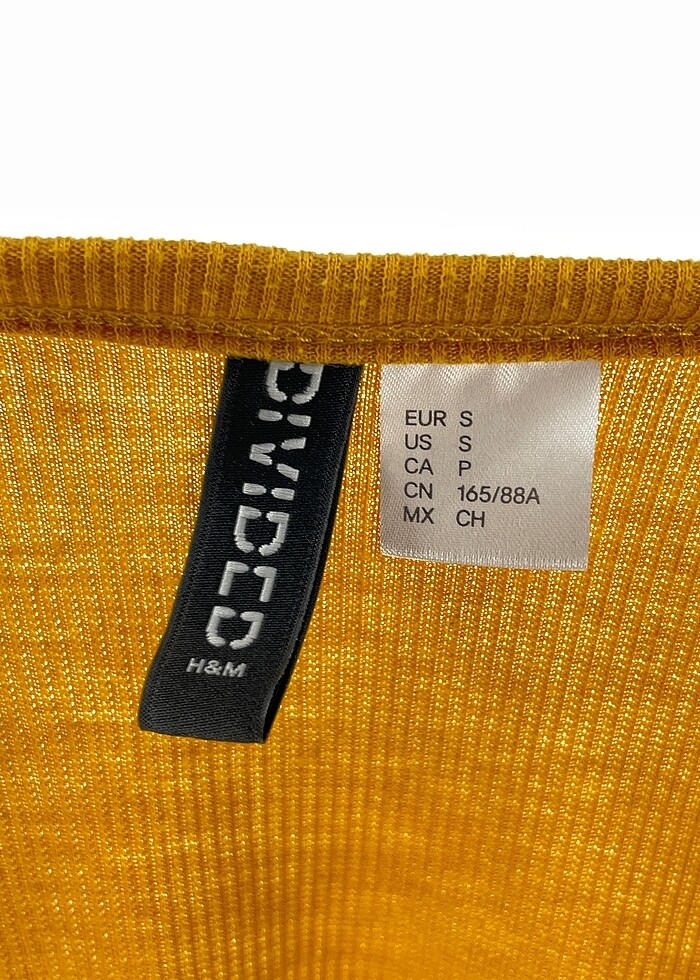 DIVIDED
H&M
EUR S
US S
CA P
CN 165/88A
MX CH